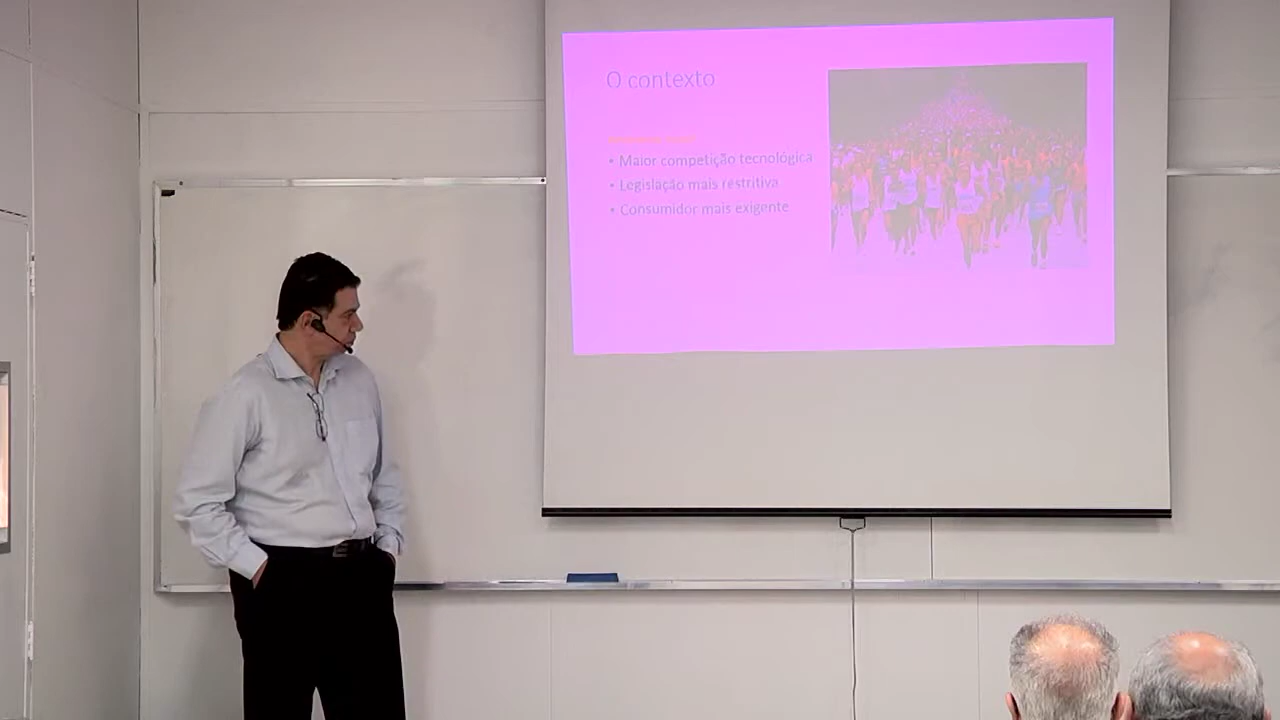 O contexto
• Maior competição tecnológica
• Legislação mais restritiva
• Consumidor mais exigente